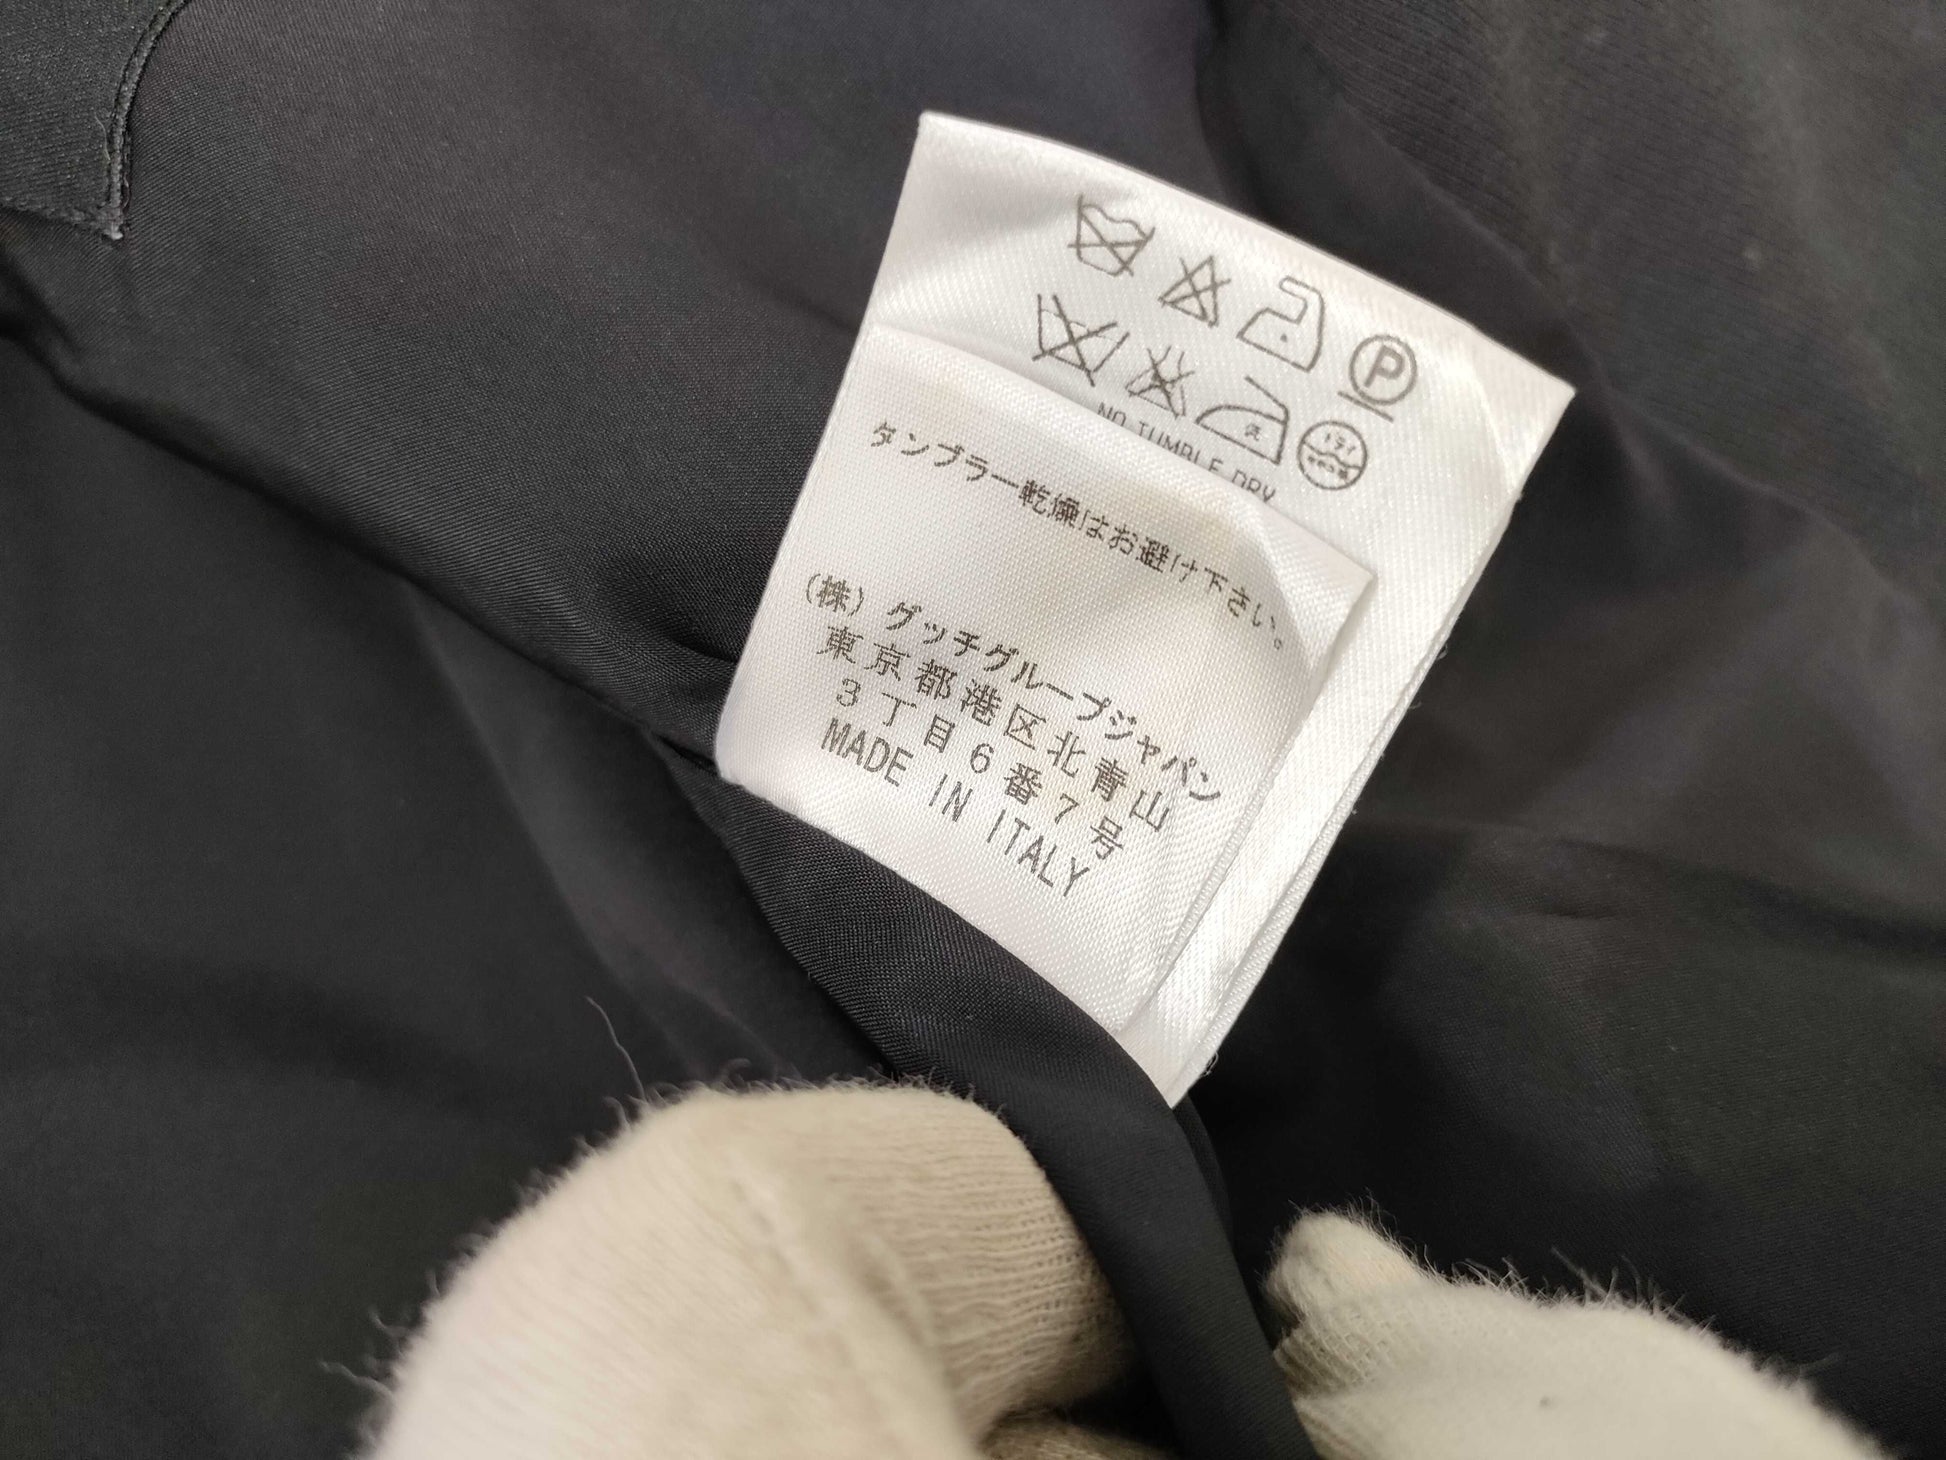 P
NO TUMBLE DRY
タンブラー乾燥はお避け下さい。
(株) グッチグループジャパン
東京都港区北青山
3丁目6番7号
MADE IN ITALY